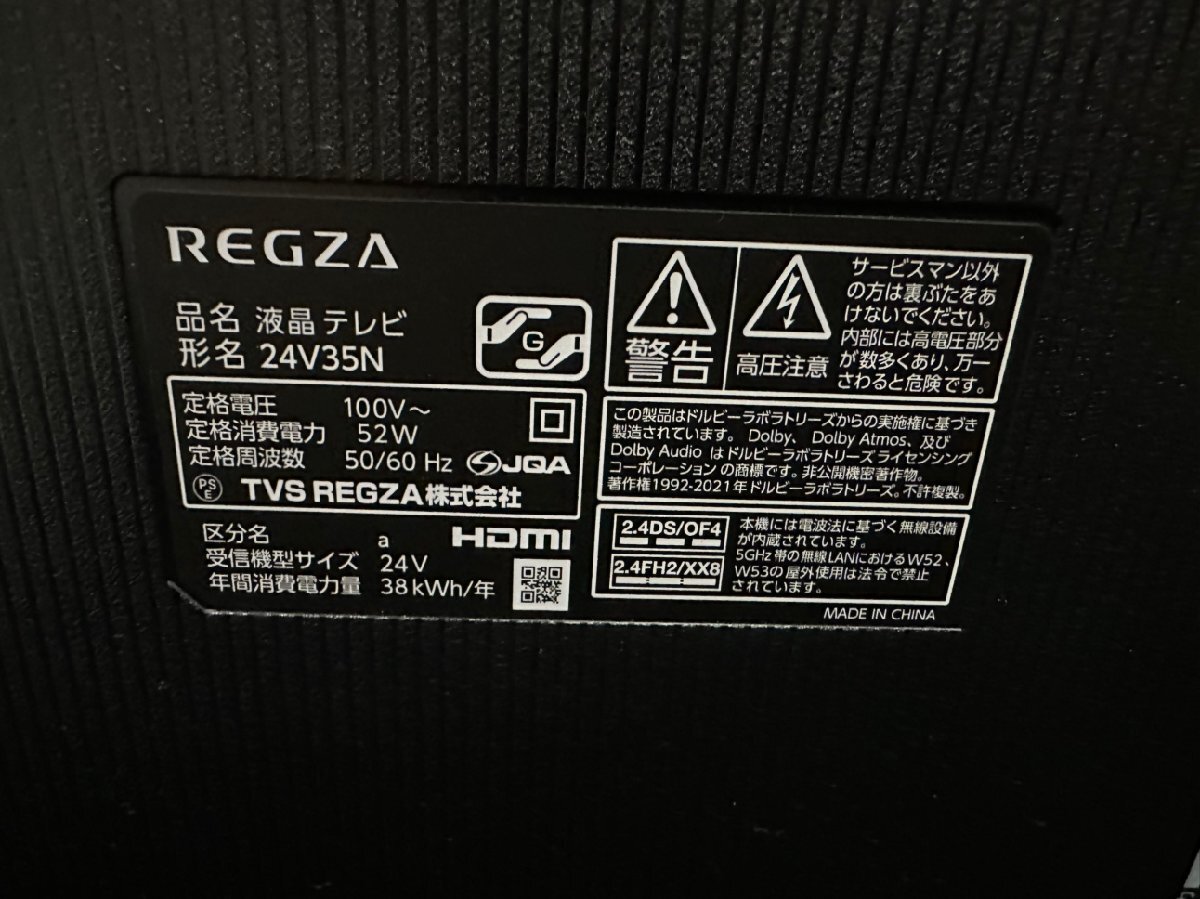 REGZA
品名 液晶テレビ
形名 24V35N
G
定格電圧 100V～
定格消費電力 52W
定格周波数 50/60 Hz
JQA
PS
E
TVS REGZA株式会社
区分名 a
HDMI
受信機型サイズ 24V
年間消費電力量 38kWh/年
警告
高圧注意
サービスマン以外
の方は裏ぶたをあ
けないでください。
内部には高電圧部分
が数多くあり、万一
さわると危険です。
この製品はドルビーラボラトリーズからの実施権に基づき
製造されています。Dolby、Dolby Atmos、及び
Dolby Audio はドルビーラボラトリーズライセンシング
コーポレーションの商標です。非公開機密著作物。
著作権1992-2021年ドルビーラボラトリーズ。不許複製。
2.4DS/OF4
2.4FH2/XX8
本機には電波法に基づく無線設備
が内蔵されています。
5GHz帯の無線LANにおけるW52、
W53の屋外使用は法令で禁止
されています。
MADE IN CHINA